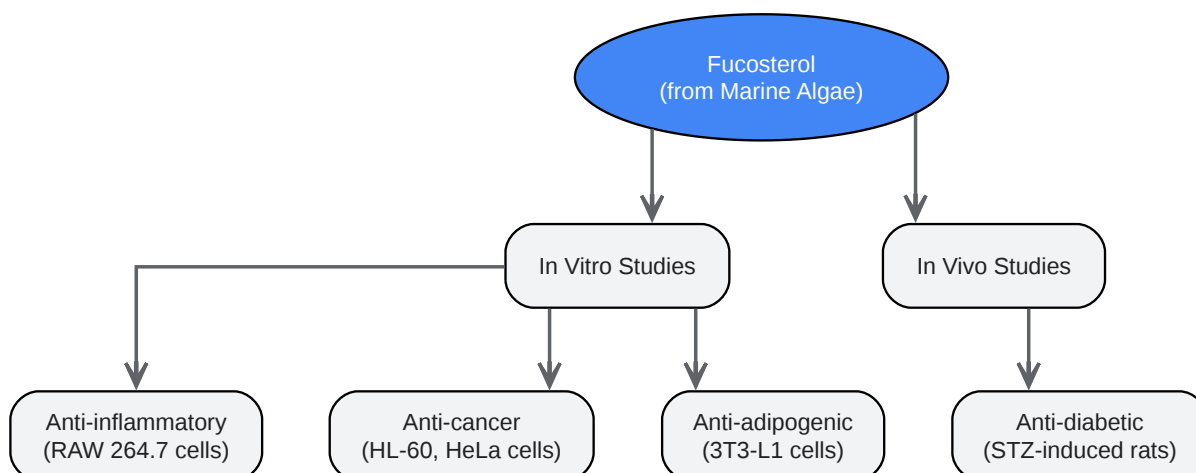 Fucosterol
(from Marine Algae)
In Vitro Studies
In Vivo Studies
Anti-inflammatory
(RAW 264.7 cells)
Anti-cancer
(HL-60, HeLa cells)
Anti-adipogenic
(3T3-L1 cells)
Anti-diabetic
(STZ-induced rats)